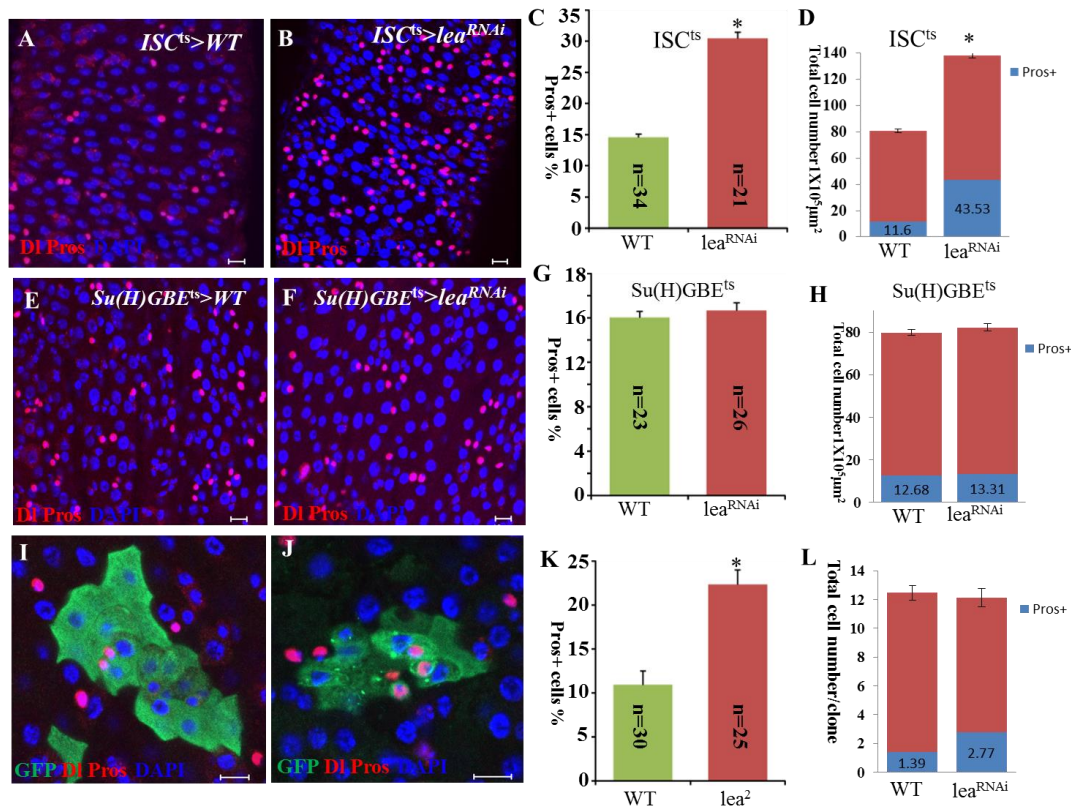 A
ISCts>WT
Dl Pros DAPI
B
ISCts>leaRNAi
Dl Pros DAPI
C
ISCts
*
Pros+ cells %
35
30
25
20
15
10
5
0
n=34
n=21
WT
leaRNAi
D
ISCts
*
Total cell number1X10⁵µm²
140
120
100
80
60
40
20
0
11.6
43.53
WT
leaRNAi
Pros+
E
Su(H)GBEts>WT
Dl Pros DAPI
F
Su(H)GBEts>leaRNAi
Dl Pros DAPI
G
Su(H)GBEts
Pros+ cells %
18
16
14
12
10
8
6
4
2
0
n=23
n=26
WT
leaRNAi
H
Su(H)GBEts
Total cell number1X10⁵µm²
80
60
40
20
0
12.68
13.31
WT
leaRNAi
Pros+
I
GFP Dl Pros DAPI
J
GFP Dl Pros DAPI
K
*
Pros+ cells %
25
20
15
10
5
0
n=30
n=25
WT
lea²
L
Total cell number/clone
14
12
10
8
6
4
2
0
1.39
2.77
WT
leaRNAi
Pros+